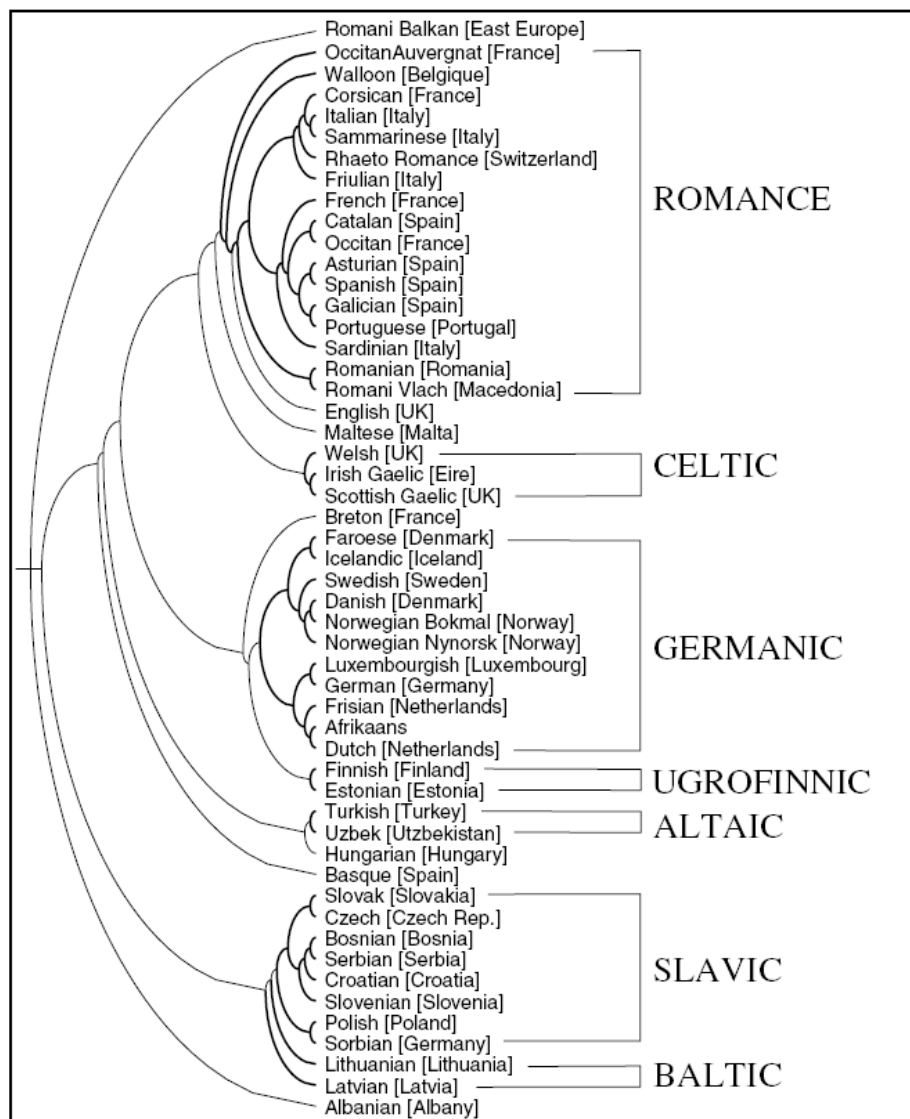 Romani Balkan [East Europe]
OccitanAuvergnat [France]
Walloon [Belgique]
Corsican [France]
Italian [Italy]
Sammarinese [Italy]
Rhaeto Romance [Switzerland]
Friulian [Italy]
French [France]
Catalan [Spain]
Occitan [France]
Asturian [Spain]
Spanish [Spain]
Galician [Spain]
Portuguese [Portugal]
Sardinian [Italy]
Romanian [Romania]
Romani Vlach [Macedonia]
ROMANCE
English [UK]
Maltese [Malta]
Welsh [UK]
Irish Gaelic [Eire]
Scottish Gaelic [UK]
CELTIC
Breton [France]
Faroese [Denmark]
Icelandic [Iceland]
Swedish [Sweden]
Danish [Denmark]
Norwegian Bokmal [Norway]
Norwegian Nynorsk [Norway]
Luxembourgish [Luxembourg]
German [Germany]
Frisian [Netherlands]
Afrikaans
Dutch [Netherlands]
GERMANIC
Finnish [Finland]
Estonian [Estonia]
UGROFINNIC
Turkish [Turkey]
Uzbek [Utzbekistan]
ALTAIC
Hungarian [Hungary]
Basque [Spain]
Slovak [Slovakia]
Czech [Czech Rep.]
Bosnian [Bosnia]
Serbian [Serbia]
Croatian [Croatia]
Slovenian [Slovenia]
Polish [Poland]
Sorbian [Germany]
SLAVIC
Lithuanian [Lithuania]
Latvian [Latvia]
BALTIC
Albanian [Albany]